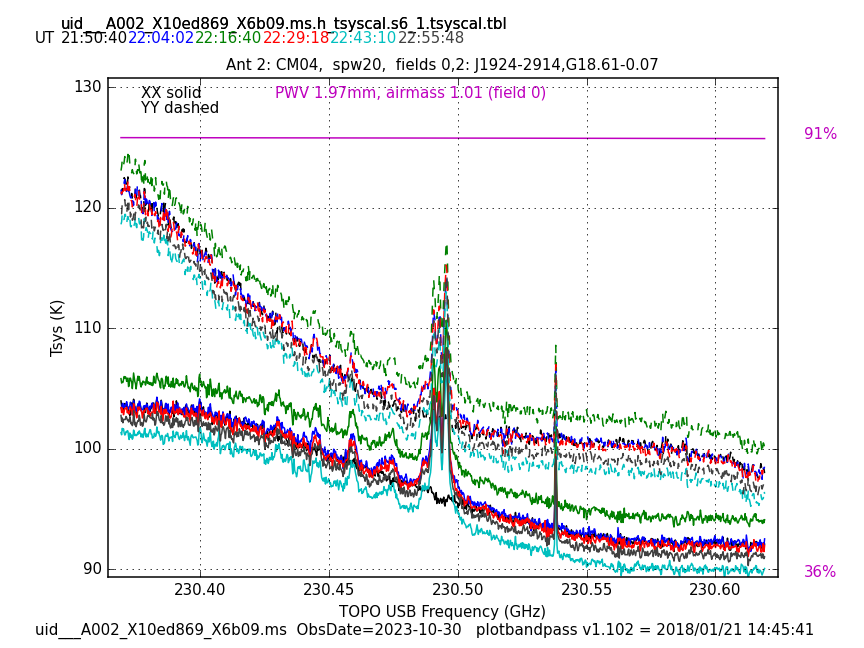 uid___A002_X10ed869_X6b09.ms.h_tsyscal.s6_1.tsyscal.tbl
UT 21:50:40 22:04:02 22:16:40 22:29:18 22:43:10 22:55:48
Ant 2: CM04,  spw20,  fields 0,2: J1924-2914,G18.61-0.07
XX solid PWV 1.97mm, airmass 1.01 (field 0)
YY dashed
130
91%
120
110
100
90
36%
Tsys (K)
230.40 230.45 230.50 230.55 230.60
TOPO USB Frequency (GHz)
uid___A002_X10ed869_X6b09.ms  ObsDate=2023-10-30   plotbandpass v1.102 = 2018/01/21 14:45:41